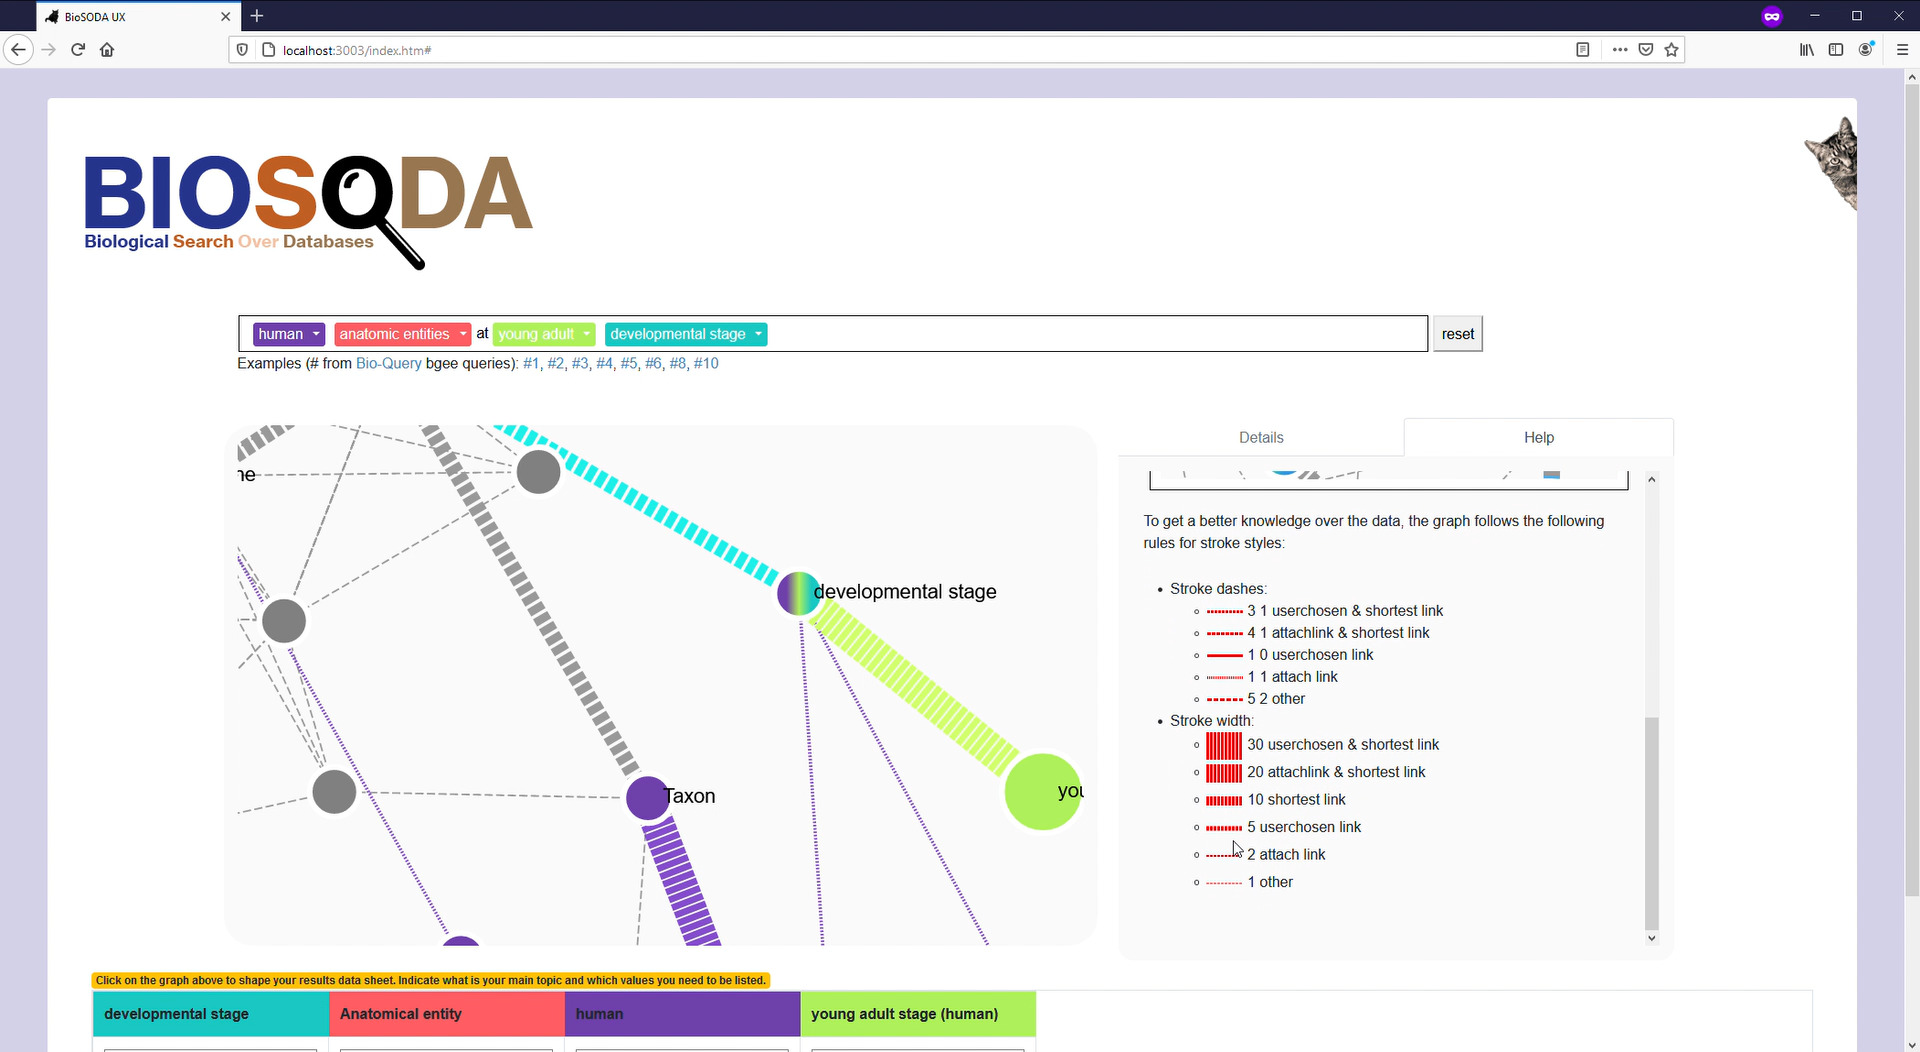 BioSODA UX
localhost:3003/index.htm#
BIOSODA
Biological Search Over Databases
human anatomic entities at young adult developmental stage
reset
Examples (# from Bio-Query bgee queries): #1, #2, #3, #4, #5, #6, #8, #10
Details
Help
ne
developmental stage
Taxon
you
To get a better knowledge over the data, the graph follows the following
rules for stroke styles:
Stroke dashes:
3 1 userchosen & shortest link
4 1 attachlink & shortest link
1 0 userchosen link
1 1 attach link
5 2 other
Stroke width:
30 userchosen & shortest link
20 attachlink & shortest link
10 shortest link
5 userchosen link
2 attach link
1 other
Click on the graph above to shape your results data sheet. Indicate what is your main topic and which values you need to be listed.
developmental stage
Anatomical entity
human
young adult stage (human)